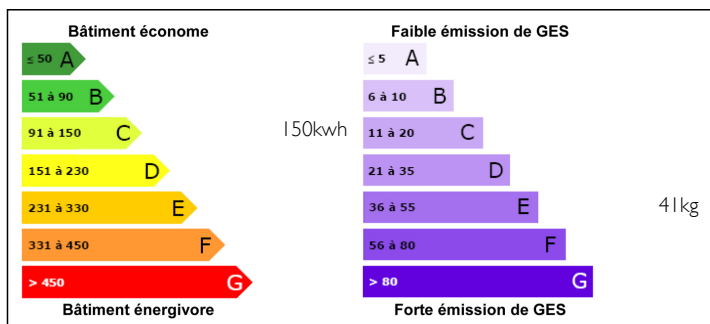 Bâtiment économe
≤ 50 A
51 à 90 B
91 à 150 C
151 à 230 D
231 à 330 E
331 à 450 F
> 450 G
Bâtiment énergivore
150kwh
Faible émission de GES
≤ 5 A
6 à 10 B
11 à 20 C
21 à 35 D
36 à 55 E
56 à 80 F
> 80 G
Forte émission de GES
41kg